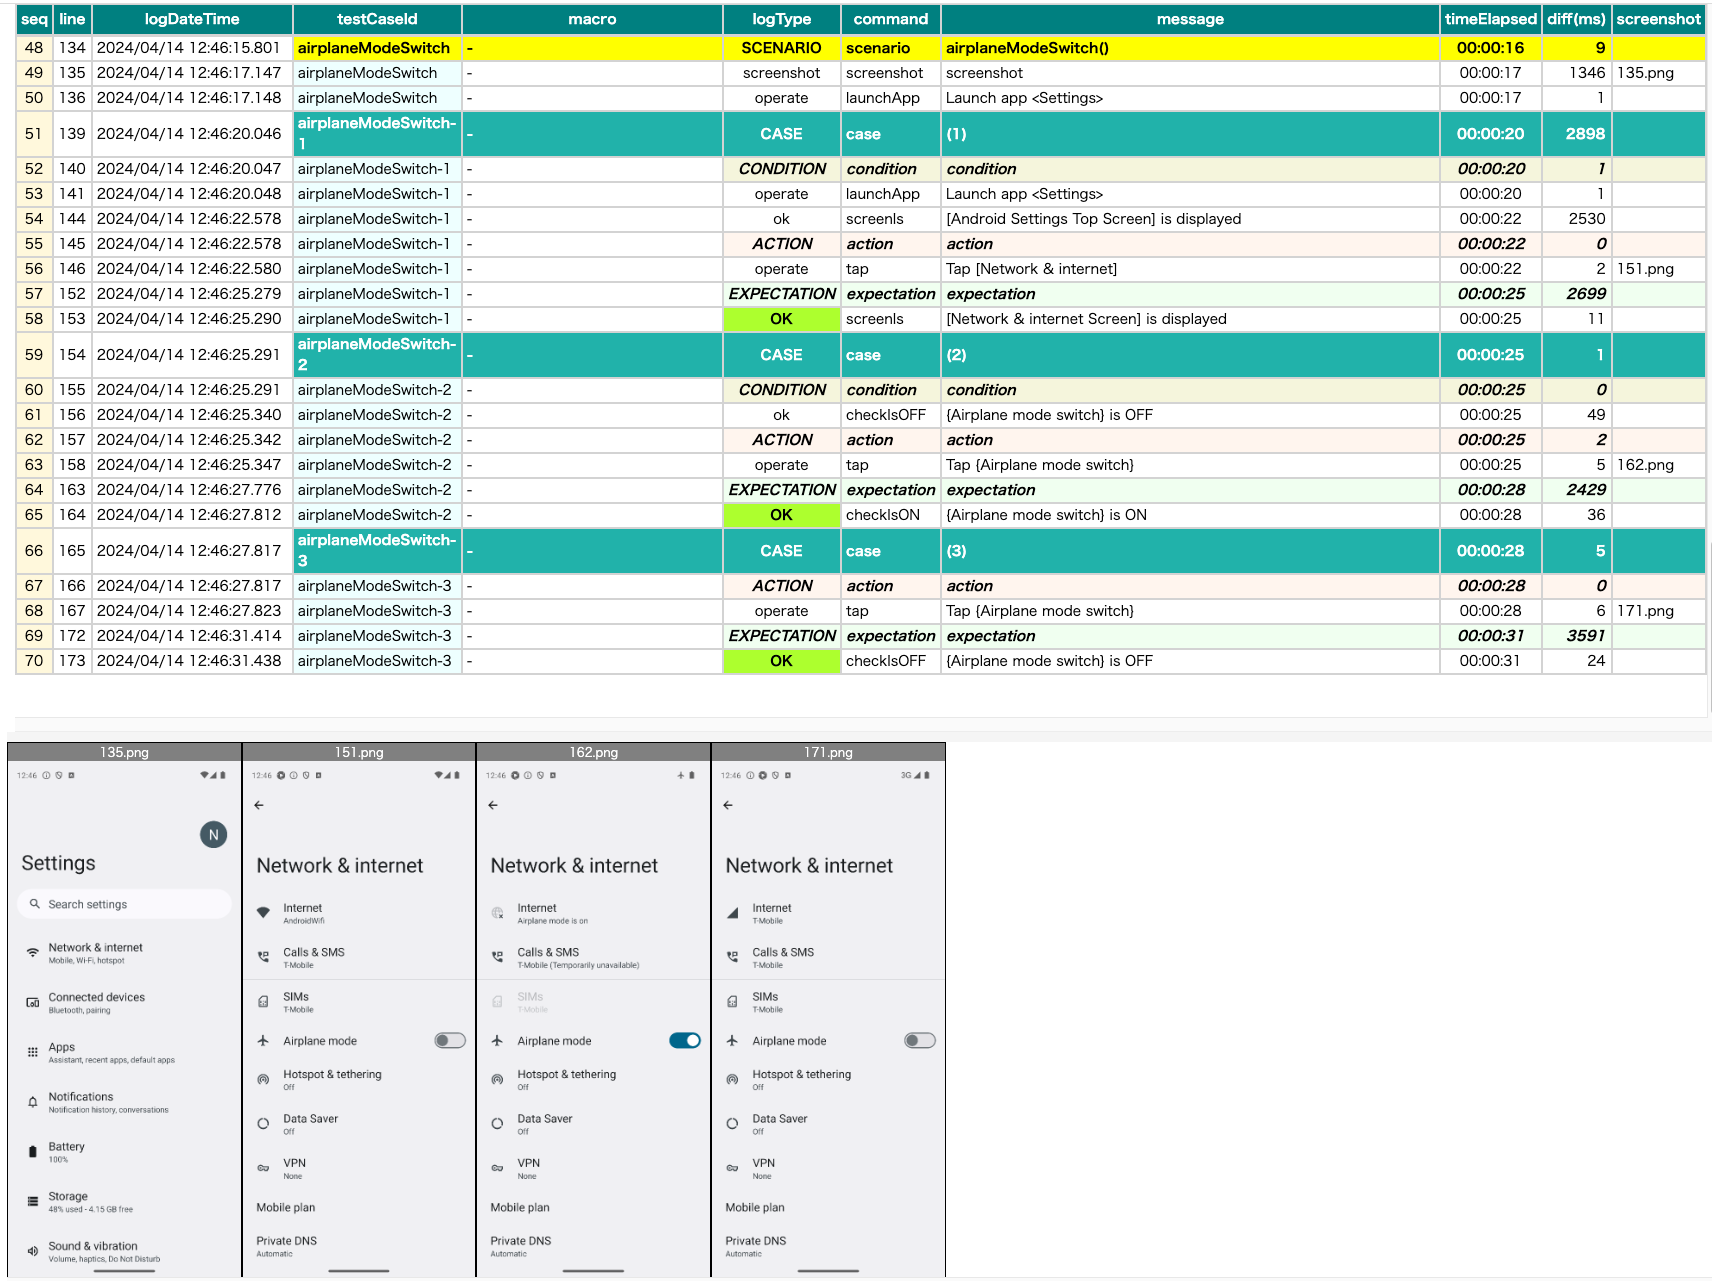 seq line logDateTime testCaseId macro logType command message timeElapsed diff(ms) screenshot
48 134 2024/04/14 12:46:15.801 airplaneModeSwitch - SCENARIO scenario airplaneModeSwitch() 00:00:16 9
49 135 2024/04/14 12:46:17.147 airplaneModeSwitch - screenshot screenshot screenshot 00:00:17 1346 135.png
50 136 2024/04/14 12:46:17.148 airplaneModeSwitch - operate launchApp Launch app <Settings> 00:00:17 1
51 139 2024/04/14 12:46:20.046 airplaneModeSwitch-1 - CASE case (1) 00:00:20 2898
52 140 2024/04/14 12:46:20.047 airplaneModeSwitch-1 - CONDITION condition condition 00:00:20 1
53 141 2024/04/14 12:46:20.048 airplaneModeSwitch-1 - operate launchApp Launch app <Settings> 00:00:20 1
54 144 2024/04/14 12:46:22.578 airplaneModeSwitch-1 - ok screenIs [Android Settings Top Screen] is displayed 00:00:22 2530
55 145 2024/04/14 12:46:22.578 airplaneModeSwitch-1 - ACTION action action 00:00:22 0
56 146 2024/04/14 12:46:22.580 airplaneModeSwitch-1 - operate tap Tap [Network & internet] 00:00:22 2 151.png
57 152 2024/04/14 12:46:25.279 airplaneModeSwitch-1 - EXPECTATION expectation expectation 00:00:25 2699
58 153 2024/04/14 12:46:25.290 airplaneModeSwitch-1 - OK screenIs [Network & internet Screen] is displayed 00:00:25 11
59 154 2024/04/14 12:46:25.291 airplaneModeSwitch-2 - CASE case (2) 00:00:25 1
60 155 2024/04/14 12:46:25.291 airplaneModeSwitch-2 - CONDITION condition condition 00:00:25 0
61 156 2024/04/14 12:46:25.340 airplaneModeSwitch-2 - ok checkIsOFF {Airplane mode switch} is OFF 00:00:25 49
62 157 2024/04/14 12:46:25.342 airplaneModeSwitch-2 - ACTION action action 00:00:25 2
63 158 2024/04/14 12:46:25.347 airplaneModeSwitch-2 - operate tap Tap {Airplane mode switch} 00:00:25 5 162.png
64 163 2024/04/14 12:46:27.776 airplaneModeSwitch-2 - EXPECTATION expectation expectation 00:00:28 2429
65 164 2024/04/14 12:46:27.812 airplaneModeSwitch-2 - OK checkIsON {Airplane mode switch} is ON 00:00:28 36
66 165 2024/04/14 12:46:27.817 airplaneModeSwitch-3 - CASE case (3) 00:00:28 5
67 166 2024/04/14 12:46:27.817 airplaneModeSwitch-3 - ACTION action action 00:00:28 0
68 167 2024/04/14 12:46:27.823 airplaneModeSwitch-3 - operate tap Tap {Airplane mode switch} 00:00:28 6 171.png
69 172 2024/04/14 12:46:31.414 airplaneModeSwitch-3 - EXPECTATION expectation expectation 00:00:31 3591
70 173 2024/04/14 12:46:31.438 airplaneModeSwitch-3 - OK checkIsOFF {Airplane mode switch} is OFF 00:00:31 24
135.png
12:46
N
Settings
Search settings
Network & internet
Mobile, Wi-Fi, hotspot
Connected devices
Bluetooth, pairing
Apps
Assistant, recent apps, default apps
Notifications
Notification history, conversations
Battery
100%
Storage
48% used - 4.15 GB free
Sound & vibration
Volume, haptics, Do Not Disturb
151.png
12:46
Network & internet
Internet
AndroidWifi
Calls & SMS
T-Mobile
SIMs
T-Mobile
Airplane mode
Hotspot & tethering
Off
Data Saver
Off
VPN
None
Mobile plan
Private DNS
Automatic
162.png
12:46
Network & internet
Internet
Airplane mode is on
Calls & SMS
T-Mobile (Temporarily unavailable)
SIMs
T-Mobile
Airplane mode
Hotspot & tethering
Off
Data Saver
Off
VPN
None
Mobile plan
Private DNS
Automatic
171.png
12:46 3G
Network & internet
Internet
T-Mobile
Calls & SMS
T-Mobile
SIMs
T-Mobile
Airplane mode
Hotspot & tethering
Off
Data Saver
Off
VPN
None
Mobile plan
Private DNS
Automatic